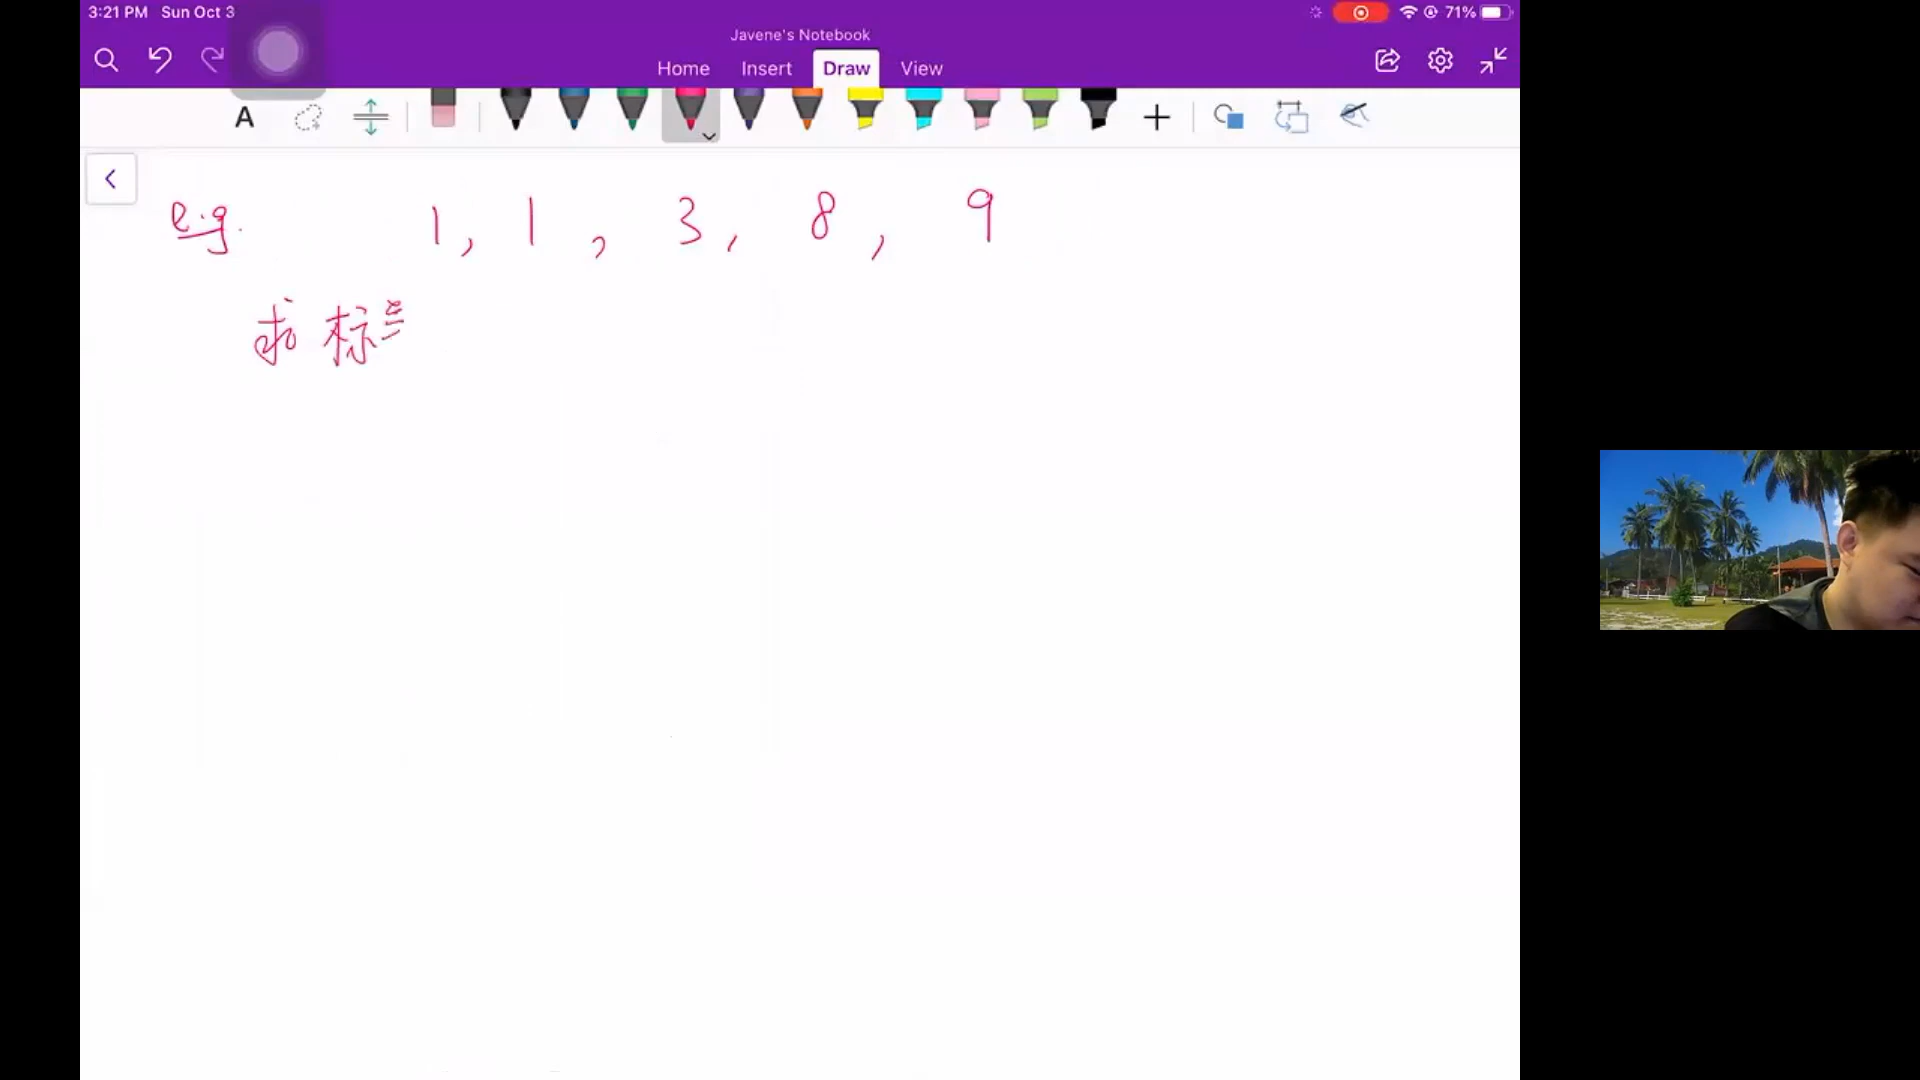 3:21 PM Sun Oct 3
71%
Javene's Notebook
Home Insert Draw View
A
e.g. 1, 1, 3, 8, 9
求 标